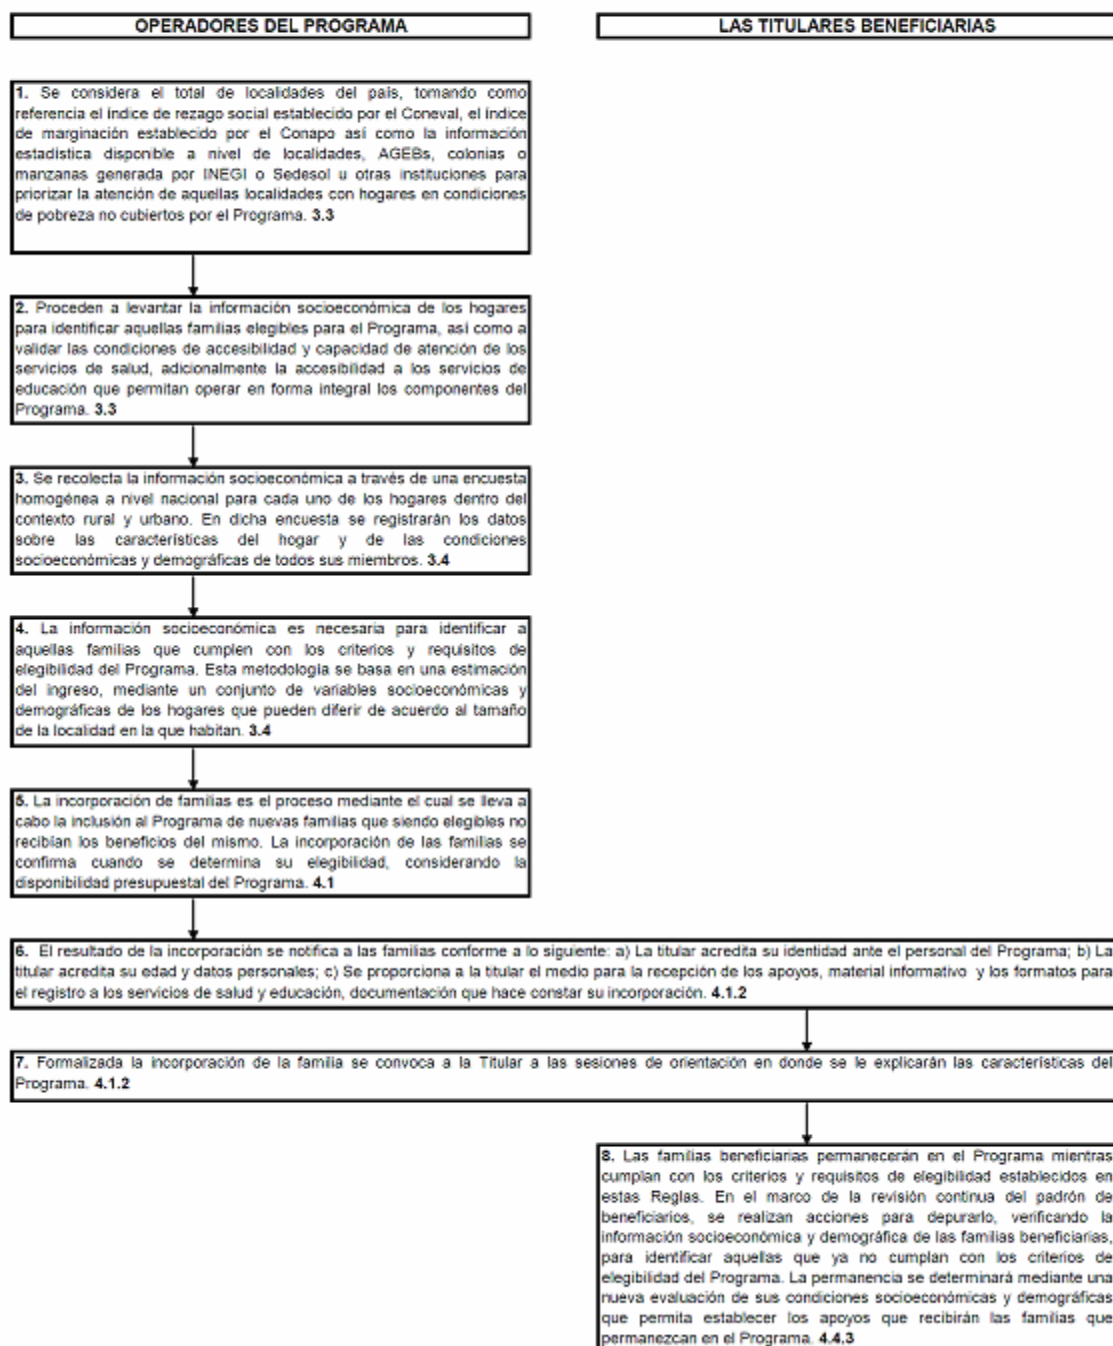 OPERADORES DEL PROGRAMA
LAS TITULARES BENEFICIARIAS
1. Se considera el total de localidades del país, tomando como
referencia el índice de rezago social establecido por el Coneval, el índice
de marginación establecido por el Conapo así como la información
estadística disponible a nivel de localidades, AGEBs, colonias o
manzanas generada por INEGI o Sedesol u otras instituciones para
priorizar la atención de aquellas localidades con hogares en condiciones
de pobreza no cubiertos por el Programa. 3.3
2. Proceden a levantar la información socioeconómica de los hogares
para identificar aquellas familias elegibles para el Programa, así como a
validar las condiciones de accesibilidad y capacidad de atención de los
servicios de salud, adicionalmente la accesibilidad a los servicios de
educación que permitan operar en forma integral los componentes del
Programa. 3.3
3. Se recolecta la información socioeconómica a través de una encuesta
homogénea a nivel nacional para cada uno de los hogares dentro del
contexto rural y urbano. En dicha encuesta se registrarán los datos
sobre las características del hogar y de las condiciones
socioeconómicas y demográficas de todos sus miembros. 3.4
4. La información socioeconómica es necesaria para identificar a
aquellas familias que cumplen con los criterios y requisitos de
elegibilidad del Programa. Esta metodología se basa en una estimación
del ingreso, mediante un conjunto de variables socioeconómicas y
demográficas de los hogares que pueden diferir de acuerdo al tamaño
de la localidad en la que habitan. 3.4
5. La incorporación de familias es el proceso mediante el cual se lleva a
cabo la inclusión al Programa de nuevas familias que siendo elegibles no
recibían los beneficios del mismo. La incorporación de las familias se
confirma cuando se determina su elegibilidad, considerando la
disponibilidad presupuestal del Programa. 4.1
6. El resultado de la incorporación se notifica a las familias conforme a lo siguiente: a) La titular acredita su identidad ante el personal del Programa; b) La
titular acredita su edad y datos personales; c) Se proporciona a la titular el medio para la recepción de los apoyos, material informativo y los formatos para
el registro a los servicios de salud y educación, documentación que hace constar su incorporación. 4.1.2
7. Formalizada la incorporación de la familia se convoca a la Titular a las sesiones de orientación en donde se le explicarán las características del
Programa. 4.1.2
8. Las familias beneficiarias permanecerán en el Programa mientras
cumplan con los criterios y requisitos de elegibilidad establecidos en
estas Reglas. En el marco de la revisión continua del padrón de
beneficiarios, se realizan acciones para depurarlo, verificando la
información socioeconómica y demográfica de las familias beneficiarias,
para identificar aquellas que ya no cumplan con los criterios de
elegibilidad del Programa. La permanencia se determinará mediante una
nueva evaluación de sus condiciones socioeconómicas y demográficas
que permita establecer los apoyos que recibirán las familias que
permanezcan en el Programa. 4.4.3